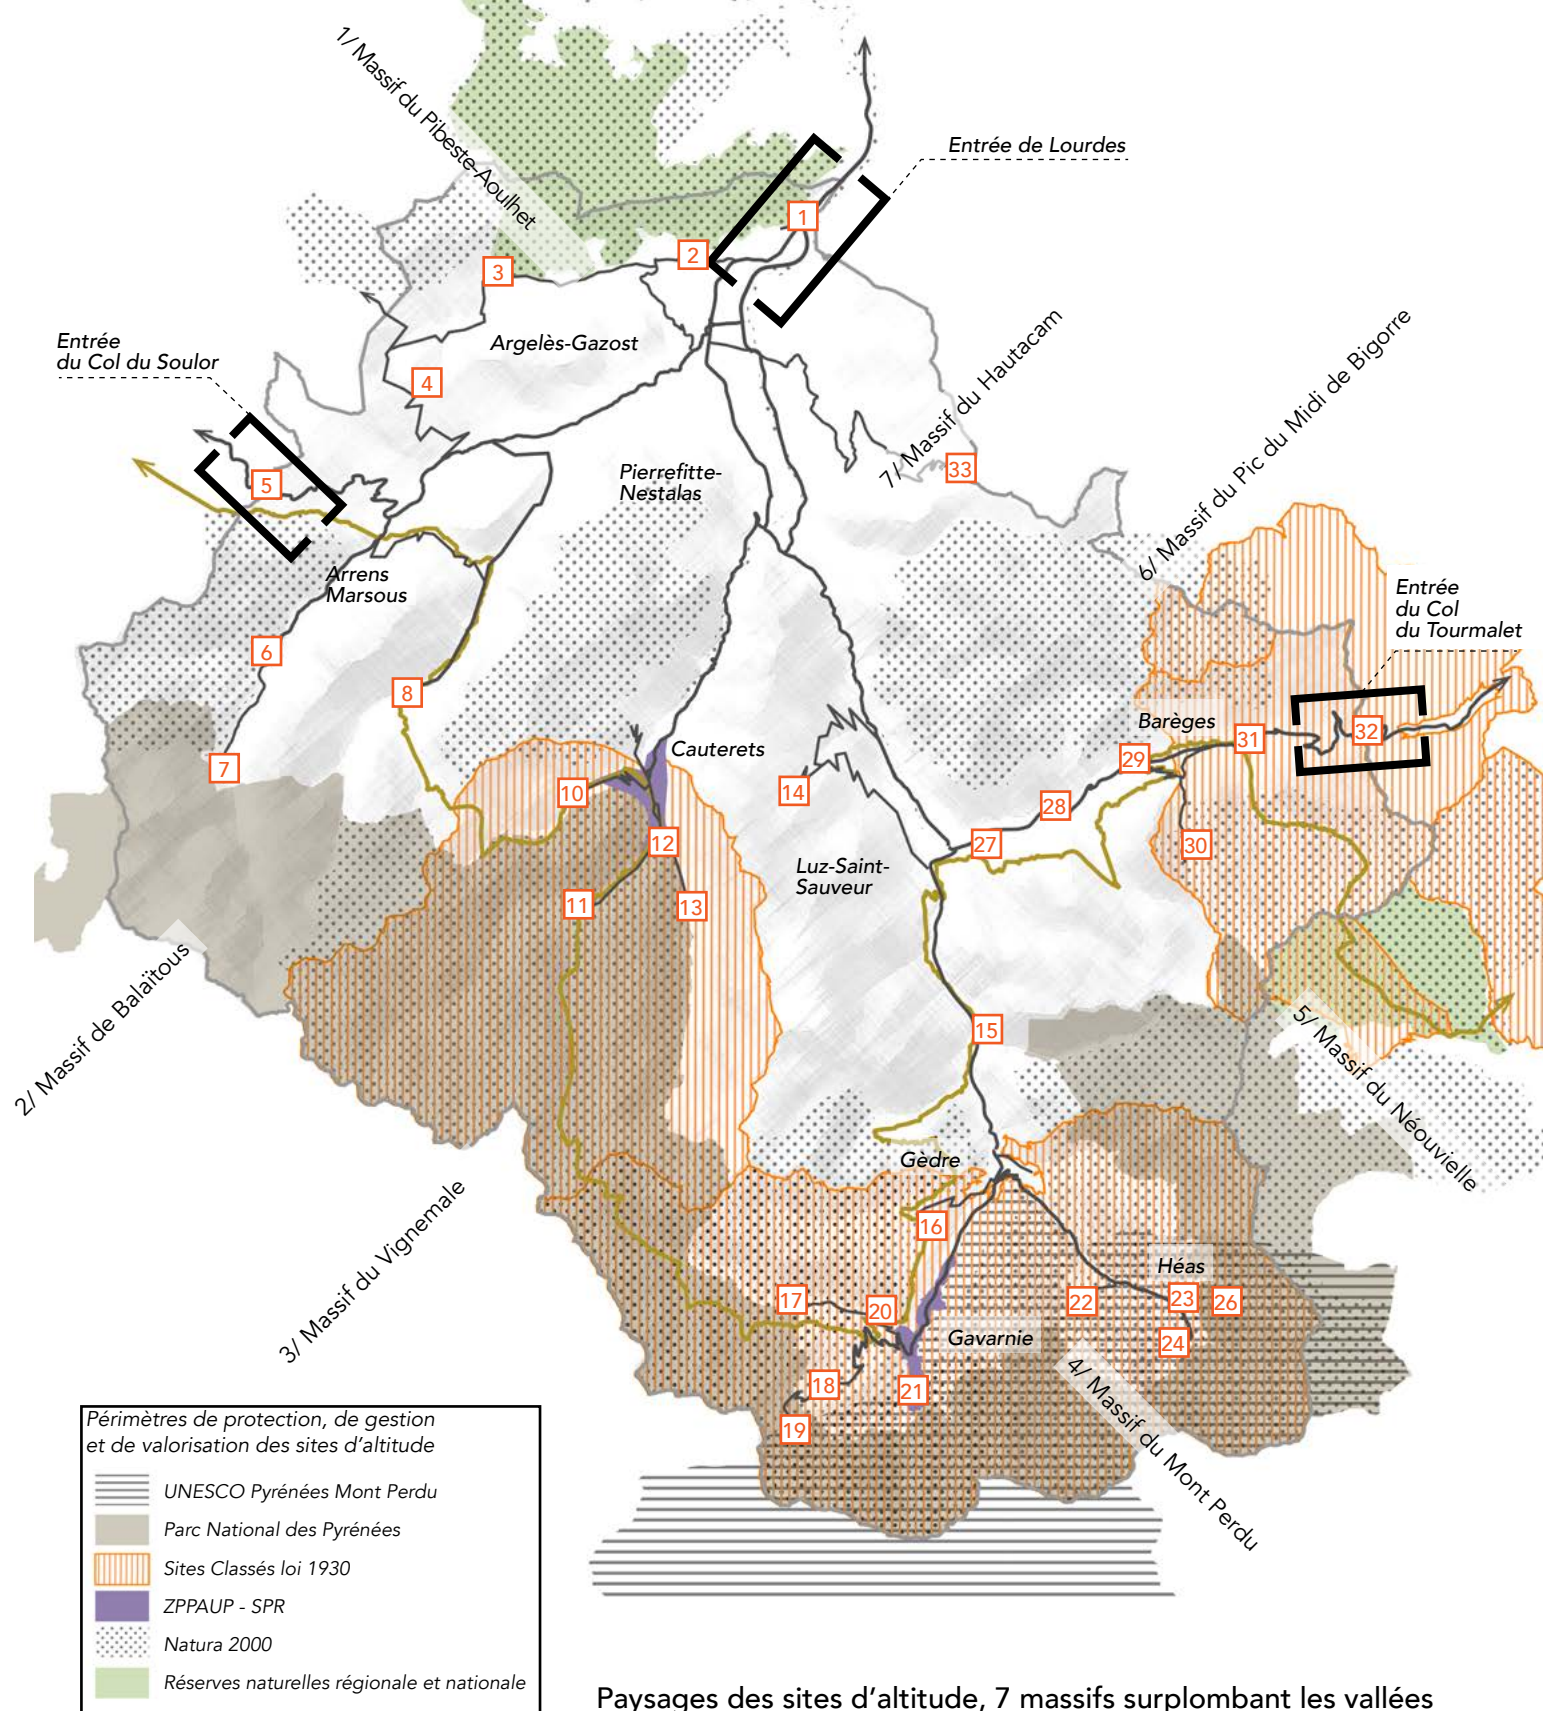 1/ Massif du Pibeste-Aoulhet
Entrée de Lourdes
1
2
3
Entrée
du Col du Soulor
Argelès-Gazost
4
7/ Massif du Hautacam
6/ Massif du Pic du Midi de Bigorre
33
5
Pierrefitte-
Nestalas
Arrens
Marsous
Entrée
du Col
du Tourmalet
6
8
7
Cauterets
Barèges
31
32
29
10
14
28
12
27
30
Luz-Saint-
Sauveur
11
13
2/ Massif de Balaïtous
15
5/ Massif du Néouvielle
Gèdre
3/ Massif du Vignemale
16
Héas
17
20
22
23
26
Gavarnie
24
18
21
19
4/ Massif du Mont Perdu
Périmètres de protection, de gestion
et de valorisation des sites d'altitude
UNESCO Pyrénées Mont Perdu
Parc National des Pyrénées
Sites Classés loi 1930
ZPPAUP - SPR
Natura 2000
Réserves naturelles régionale et nationale
Paysages des sites d'altitude, 7 massifs surplombant les vallées